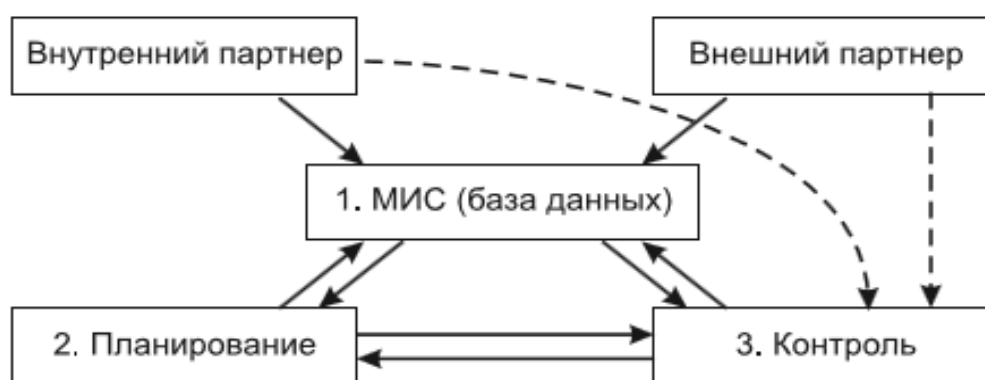 Внутренний партнер
Внешний партнер
1. МИС (база данных)
2. Планирование
3. Контроль